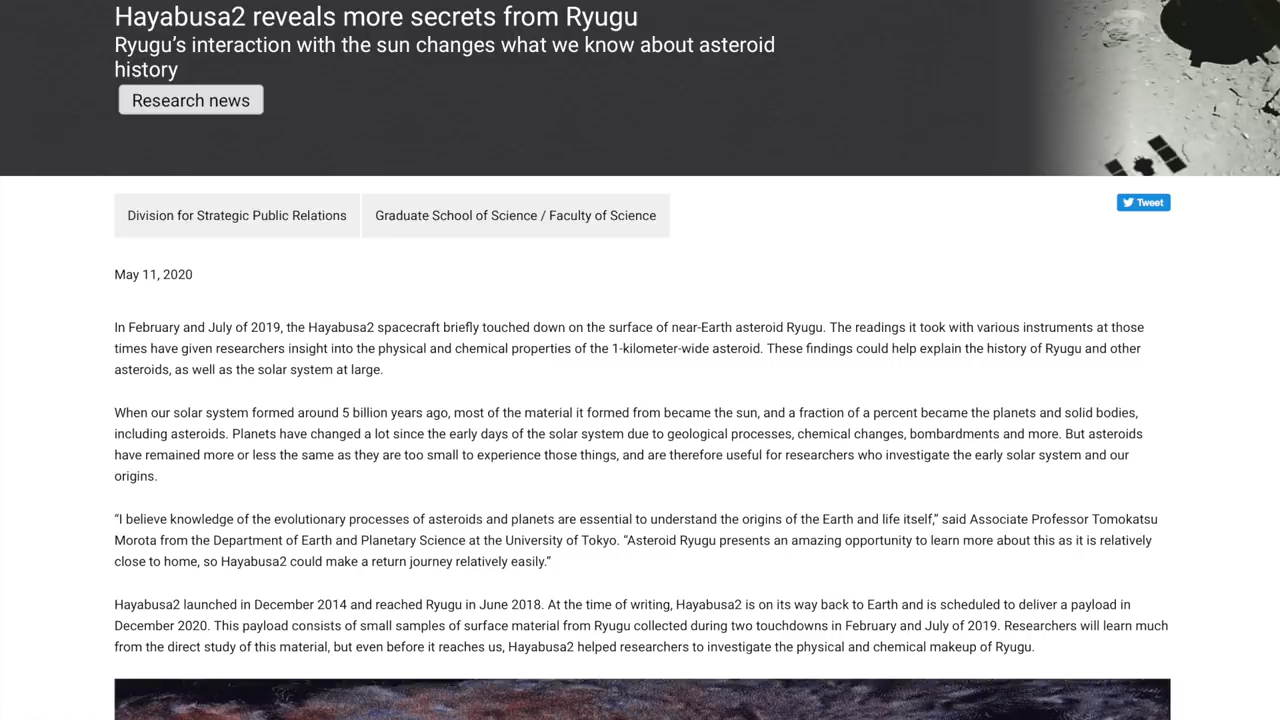 Hayabusa2 reveals more secrets from Ryugu
Ryugu’s interaction with the sun changes what we know about asteroid
history
Research news
Division for Strategic Public Relations
Graduate School of Science / Faculty of Science
Tweet
May 11, 2020
In February and July of 2019, the Hayabusa2 spacecraft briefly touched down on the surface of near-Earth asteroid Ryugu. The readings it took with various instruments at those
times have given researchers insight into the physical and chemical properties of the 1-kilometer-wide asteroid. These findings could help explain the history of Ryugu and other
asteroids, as well as the solar system at large.
When our solar system formed around 5 billion years ago, most of the material it formed from became the sun, and a fraction of a percent became the planets and solid bodies,
including asteroids. Planets have changed a lot since the early days of the solar system due to geological processes, chemical changes, bombardments and more. But asteroids
have remained more or less the same as they are too small to experience those things, and are therefore useful for researchers who investigate the early solar system and our
origins.
“I believe knowledge of the evolutionary processes of asteroids and planets are essential to understand the origins of the Earth and life itself,” said Associate Professor Tomokatsu
Morota from the Department of Earth and Planetary Science at the University of Tokyo. “Asteroid Ryugu presents an amazing opportunity to learn more about this as it is relatively
close to home, so Hayabusa2 could make a return journey relatively easily.”
Hayabusa2 launched in December 2014 and reached Ryugu in June 2018. At the time of writing, Hayabusa2 is on its way back to Earth and is scheduled to deliver a payload in
December 2020. This payload consists of small samples of surface material from Ryugu collected during two touchdowns in February and July of 2019. Researchers will learn much
from the direct study of this material, but even before it reaches us, Hayabusa2 helped researchers to investigate the physical and chemical makeup of Ryugu.